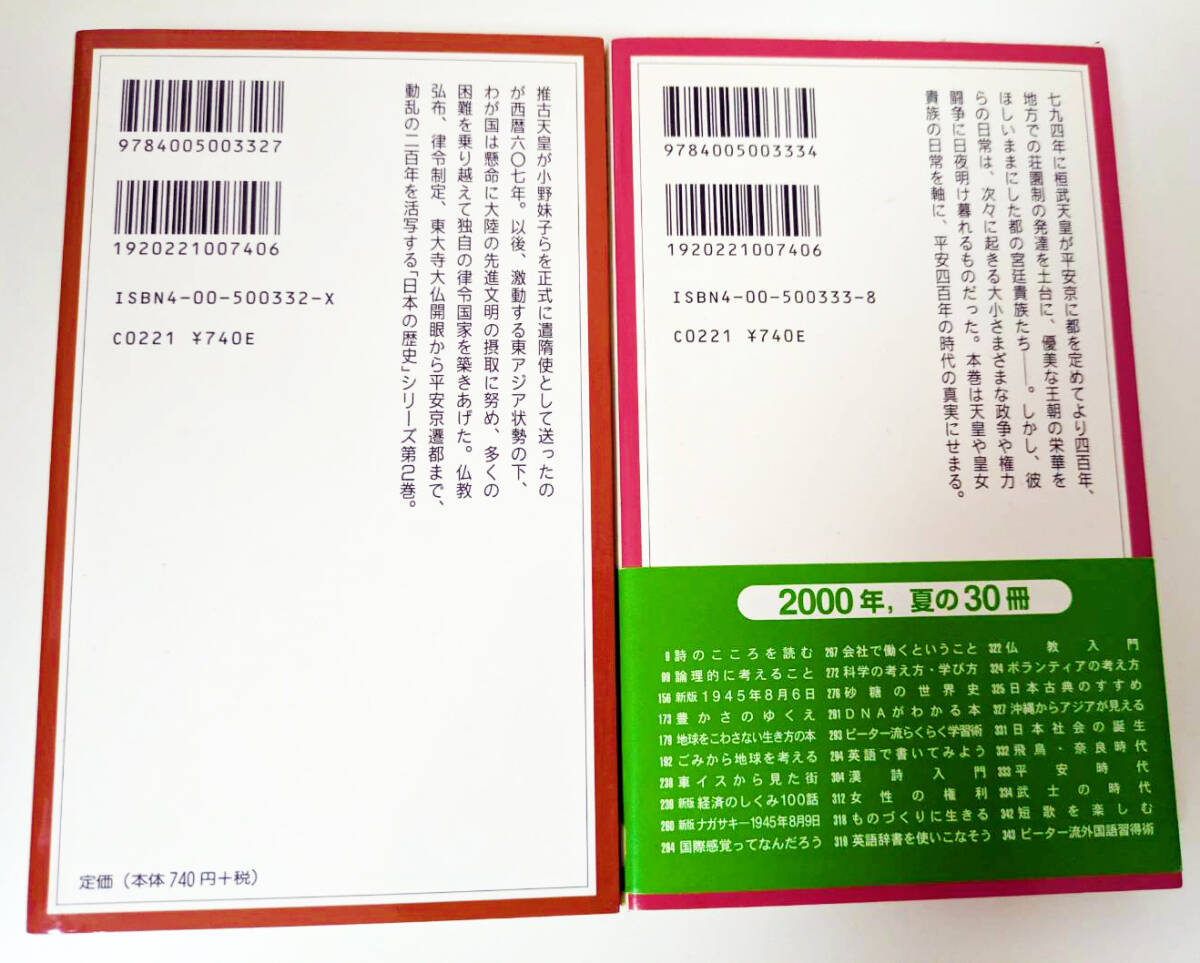 9784005003327
1920221007406
ISBN4-00-500332-X
C0221 ¥740E
推古天皇が小野妹子らを正式に遣隋使として送ったの
が西暦六〇七年。以後、激動する東アジア状勢の下、
わが国は懸命に大陸の先進文明の摂取に努め、多くの
困難を乗り越えて独自の律令国家を築きあげた。仏教
弘布、律令制定、東大寺大仏開眼から平安京遷都まで、
動乱の二百年を活写する「日本の歴史」シリーズ第2巻。
定価(本体740円+税)
9784005003334
1920221007406
ISBN4-00-500333-8
C0221 ¥740E
七九四年に桓武天皇が平安京に都を定めてより四百年、
地方での荘園制の発達を土台に、優美な王朝の栄華を
ほしいままにした都の宮廷貴族たち――。しかし、彼
らの日常は、次々に起きる大小さまざまな政争や権力
闘争に日夜明け暮れるものだった。本巻は天皇や皇女
貴族の日常を軸に、平安四百年の時代の真実にせまる。
2000年,夏の30冊
9 詩のこころを読む
98 論理的に考えること
156 新版 1945年8月6日
173 豊かさのゆくえ
179 地球をこわさない生き方の本
192 ごみから地球を考える
238 車イスから見た街
239 新版 経済のしくみ100話
260 新版 ナガサキー1945年8月9日
264 国際感覚ってなんだろう
267 会社で働くということ
272 科学の考え方・学び方
276 砂糖の世界史
291 DNAがわかる本
293 ピーター流らくらく学習術
294 英語で書いてみよう
304 漢詩入門
312 女性の権利
318 ものづくりに生きる
319 英語辞書を使いこなそう
322 仏教入門
324 ボランティアの考え方
325 日本古典のすすめ
327 沖縄からアジアが見える
331 日本社会の誕生
332 飛鳥・奈良時代
333 平安時代
334 武士の時代
342 短歌を楽しむ
343 ピーター流外国語習得術